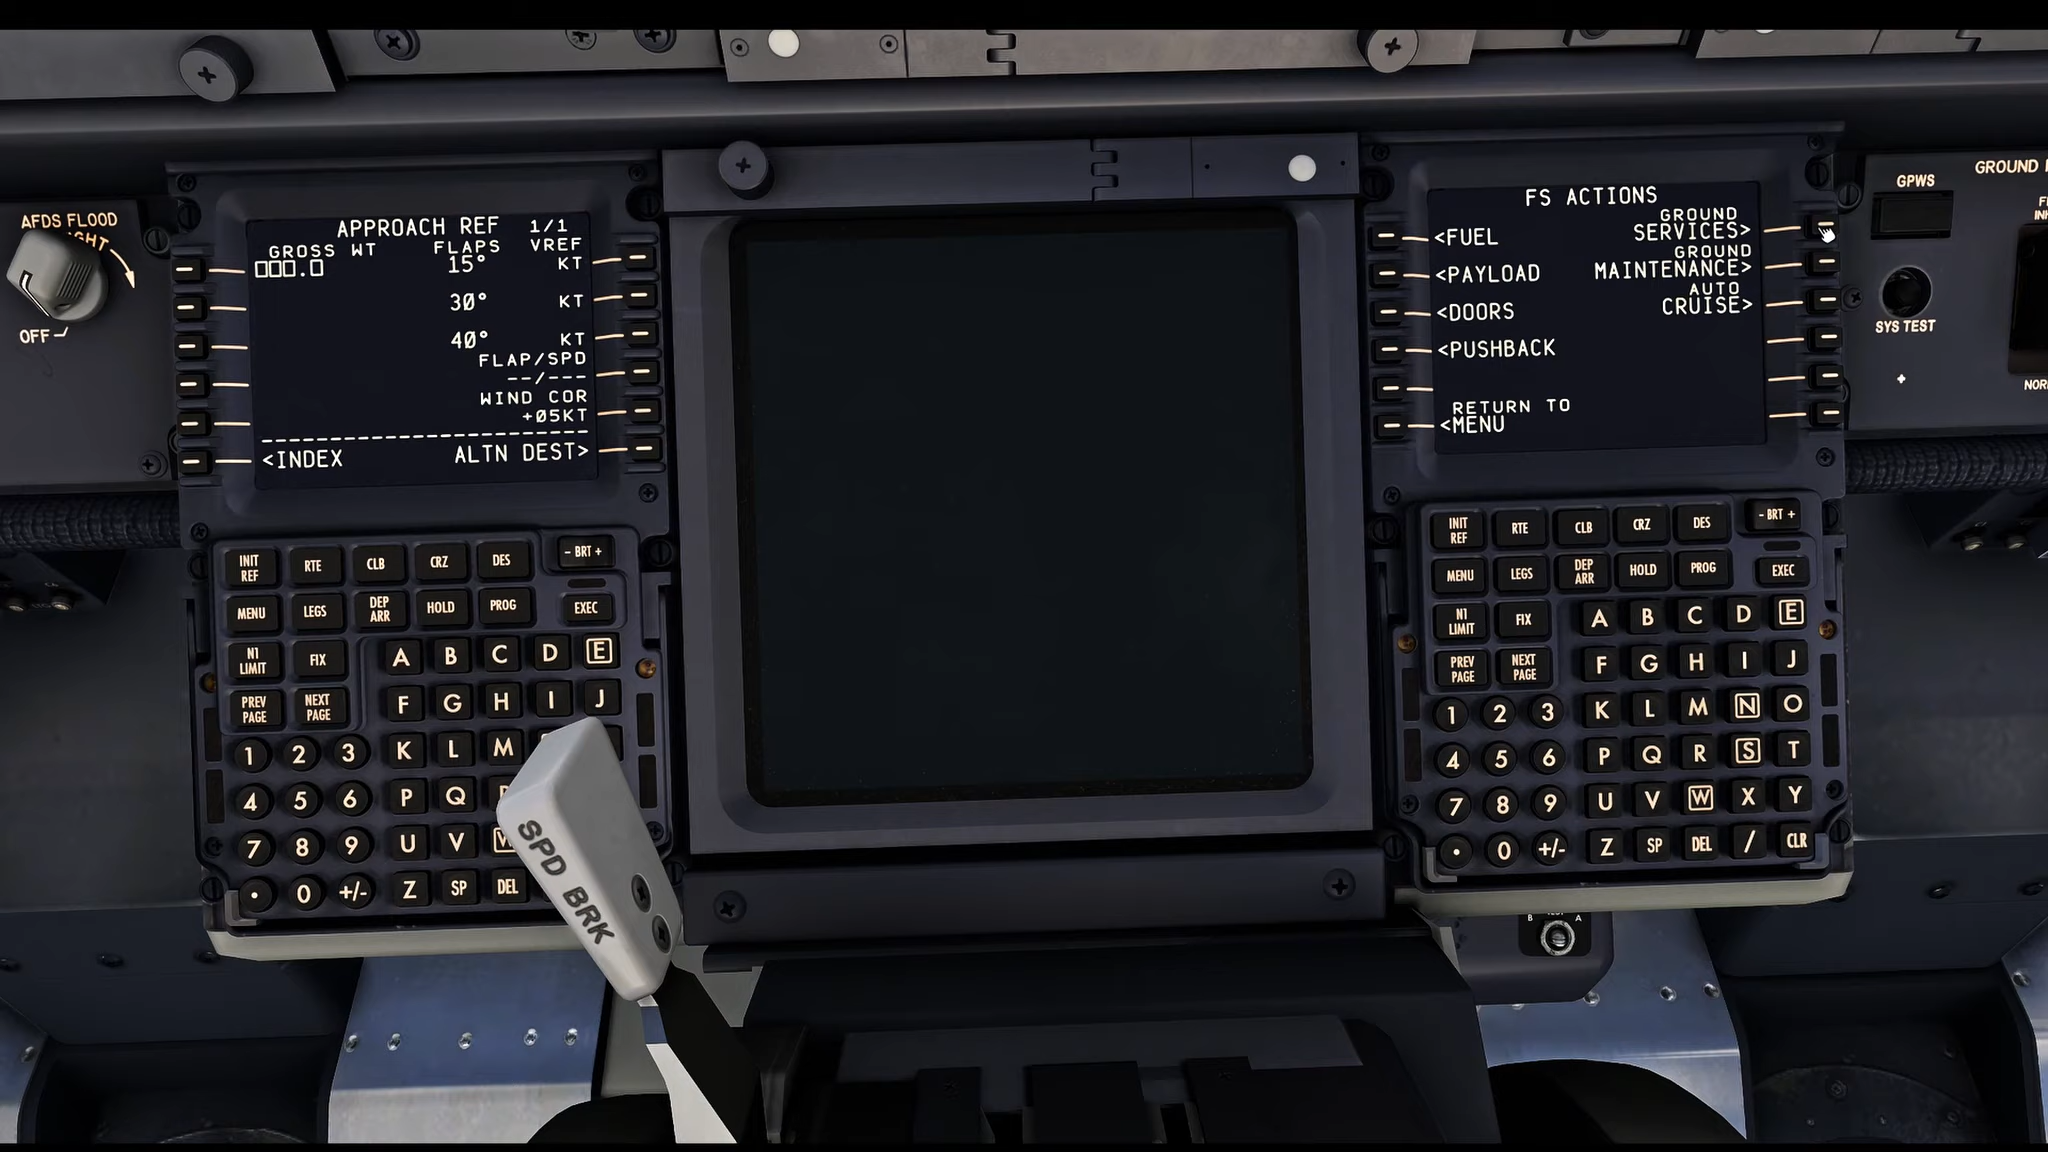 AFDS FLOOD
OFF
APPROACH REF 1/1
GROSS WT FLAPS VREF
□□□.□ 15° KT
30° KT
40° KT
FLAP/SPD
--/---
WIND COR
+05KT
------------------------
<INDEX ALTN DEST>
INIT REF RTE CLB CRZ DES - BRT +
MENU LEGS DEP ARR HOLD PROG EXEC
N1 LIMIT FIX A B C D E
PREV PAGE NEXT PAGE F G H I J
1 2 3 K L M
4 5 6 P Q
7 8 9 U V W
. 0 +/- Z SP DEL
SPD BRK
FS ACTIONS
GROUND
<FUEL SERVICES>
GROUND
<PAYLOAD MAINTENANCE>
AUTO
<DOORS CRUISE>
<PUSHBACK
RETURN TO
<MENU
INIT REF RTE CLB CRZ DES - BRT +
MENU LEGS DEP ARR HOLD PROG EXEC
N1 LIMIT FIX A B C D E
PREV PAGE NEXT PAGE F G H I J
1 2 3 K L M N O
4 5 6 P Q R S T
7 8 9 U V W X Y
. 0 +/- Z SP DEL / CLR
B A
GROUND
GPWS
SYS TEST